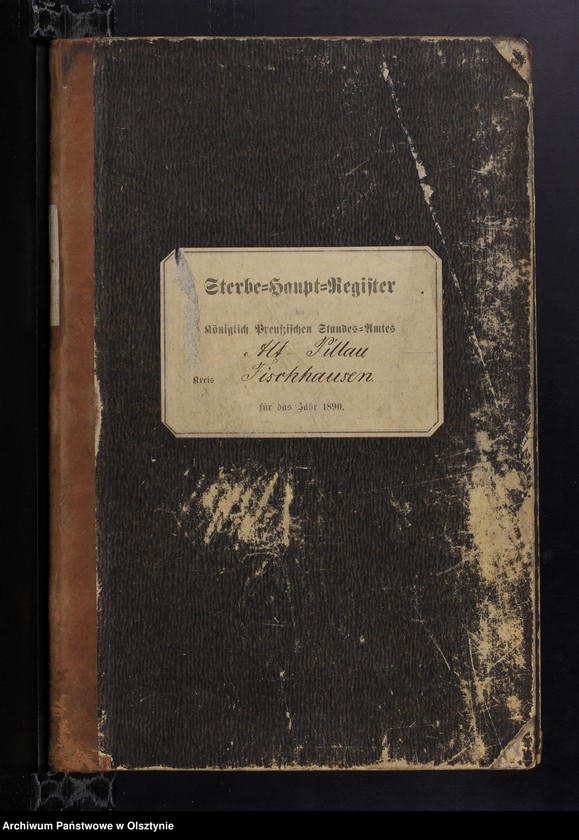 Sterbe=Haupt=Register
des
Königlich Preußischen Standes=Amtes
Alt Pillau
Kreis Fischhausen.
für das Jahr 1890.
Archiwum Państwowe w Olsztynie